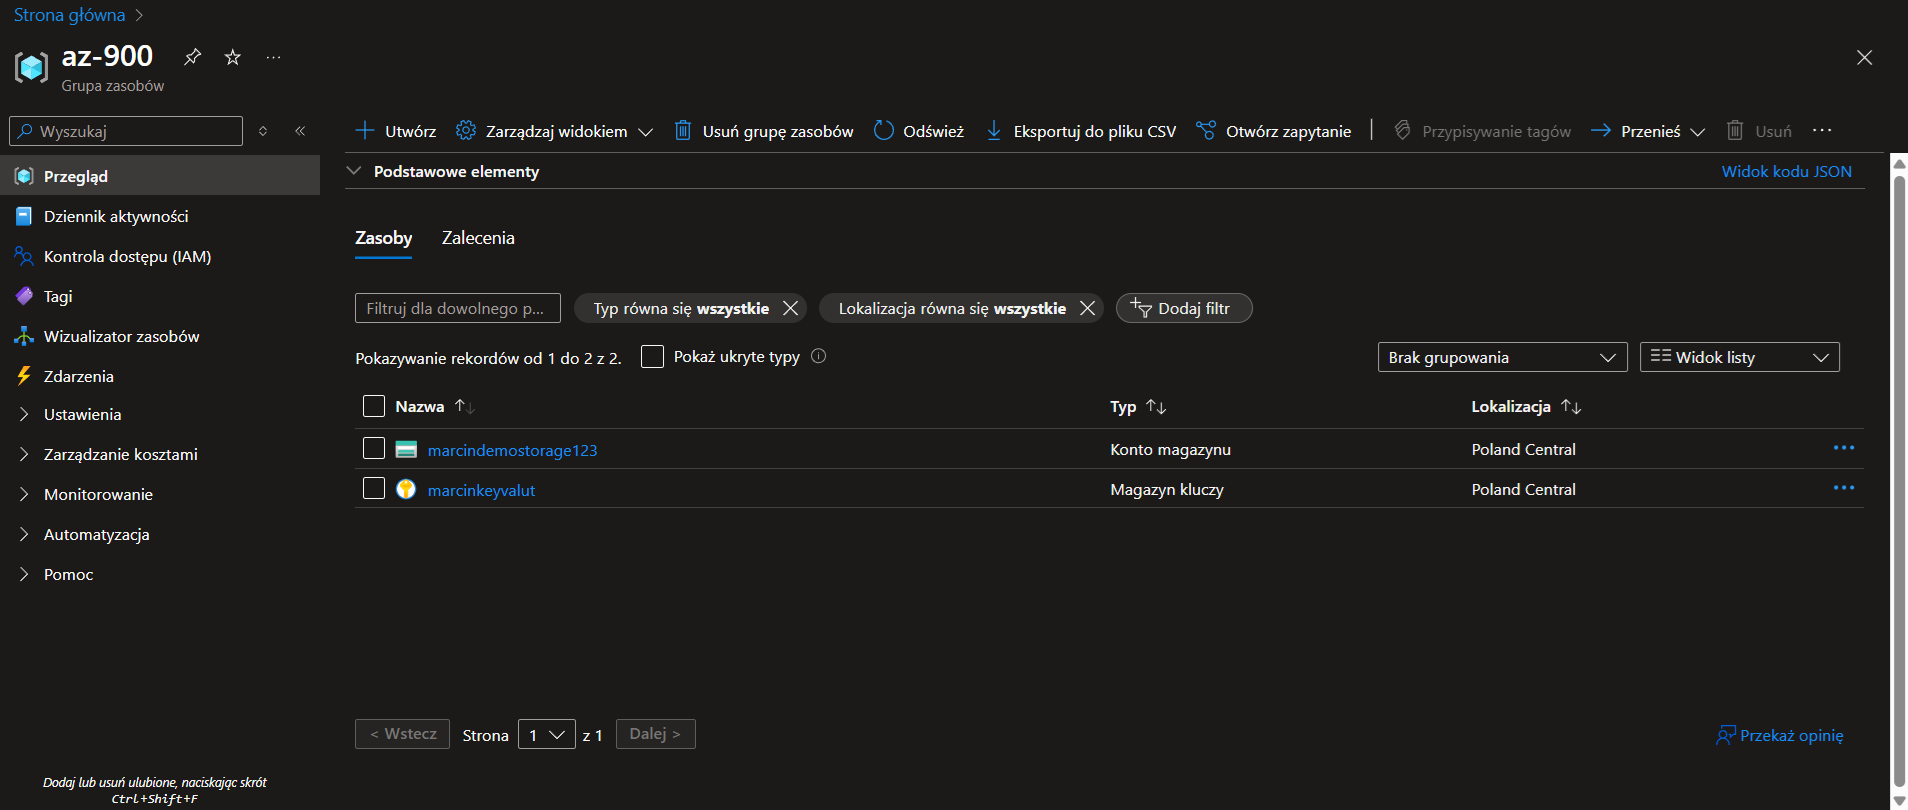 Strona główna
az-900
Grupa zasobów
Wyszukaj
Utwórz Zarządzaj widokiem Usuń grupę zasobów Odśwież Eksportuj do pliku CSV Otwórz zapytanie Przypisywanie tagów Przenieś Usuń
Przegląd
Dziennik aktywności
Kontrola dostępu (IAM)
Tagi
Wizualizator zasobów
Zdarzenia
Ustawienia
Zarządzanie kosztami
Monitorowanie
Automatyzacja
Pomoc
Dodaj lub usuń ulubione, naciskając skrót
Ctrl+Shift+F
Podstawowe elementy Widok kodu JSON
Zasoby Zalecenia
Filtruj dla dowolnego p... Typ równa się wszystkie Lokalizacja równa się wszystkie Dodaj filtr
Pokazywanie rekordów od 1 do 2 z 2. Pokaż ukryte typy Brak grupowania Widok listy
Nazwa Typ Lokalizacja
marcindemostorage123 Konto magazynu Poland Central
marcinkeyvalut Magazyn kluczy Poland Central
< Wstecz Strona 1 z 1 Dalej > Przekaż opinię